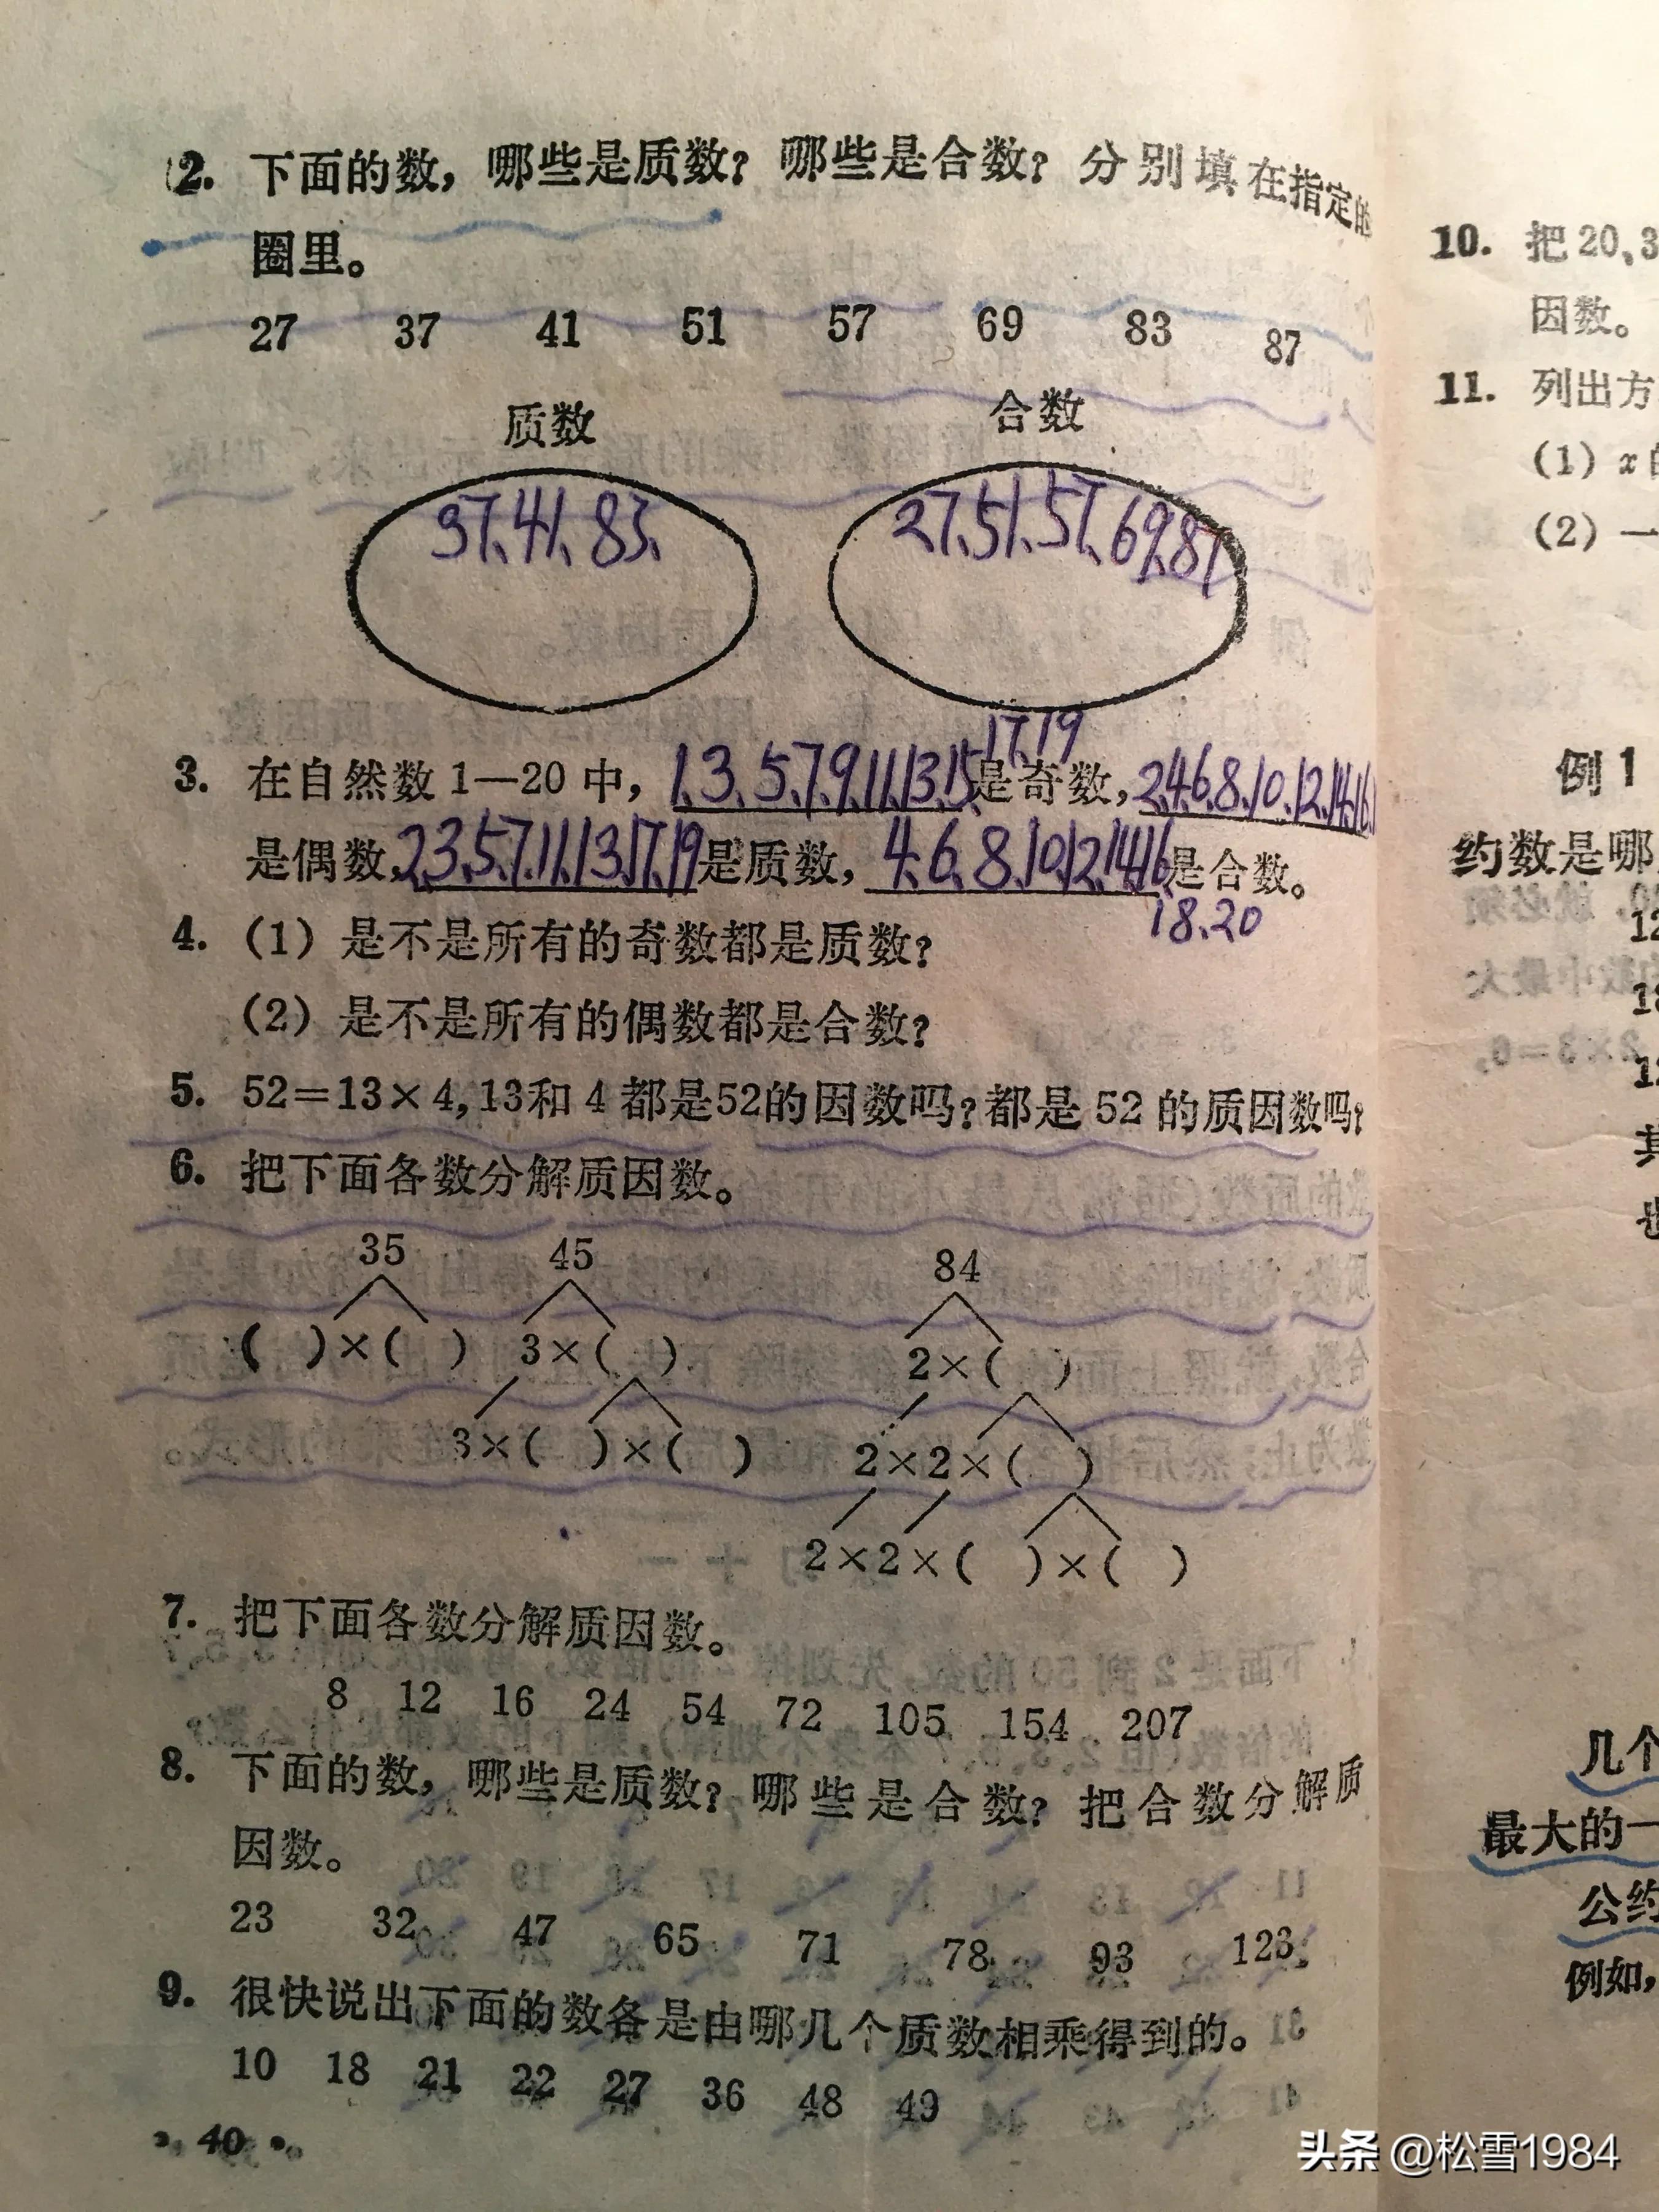 2. 下面的数，哪些是质数？哪些是合数？分别填在指定的
圈里。
27 37 41 51 57 69 83 87
质数 合数
37、41、83、 27、51、57、69、87
17、19
3. 在自然数1—20中，1、3、5、7、9、11、13、15、是奇数，2、4、6、8、10、12、14、16、
是偶数，2、3、5、7、11、13、17、19是质数，4、6、8、10、12、14、16、是合数。
18、20
4. （1）是不是所有的奇数都是质数？
（2）是不是所有的偶数都是合数？
5. 52=13×4，13和4都是52的因数吗？都是52的质因数吗？
6. 把下面各数分解质因数。
35 45 84
( )×( ) 3×( ) 2×( )
3×( )×( ) 2×2×( )
2×2×( )×( )
7. 把下面各数分解质因数。
8 12 16 24 54 72 105 154 207
8. 下面的数，哪些是质数？哪些是合数？把合数分解质
因数。
23 32 47 65 71 78 93 123
9. 很快说出下面的数各是由哪几个质数相乘得到的。
10 18 21 22 27 36 48 49
• 40 •
10. 把20、3
因数。
11. 列出方
（1）x
（2）一
例1
约数是哪
12
18
12
其
也
几个
最大的一
公约
例如，
头条 @松雪1984